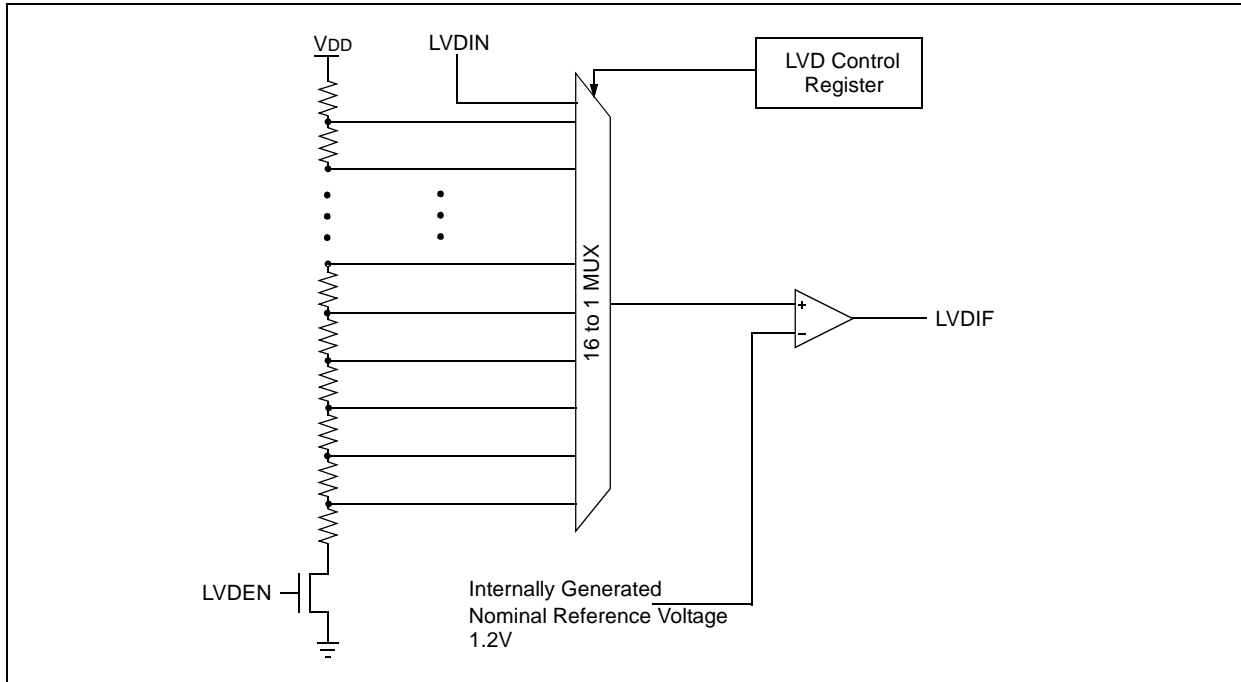 VDD
LVDIN
LVD Control
Register
16 to 1 MUX
+
−
LVDIF
LVDEN
Internally Generated
Nominal Reference Voltage
1.2V